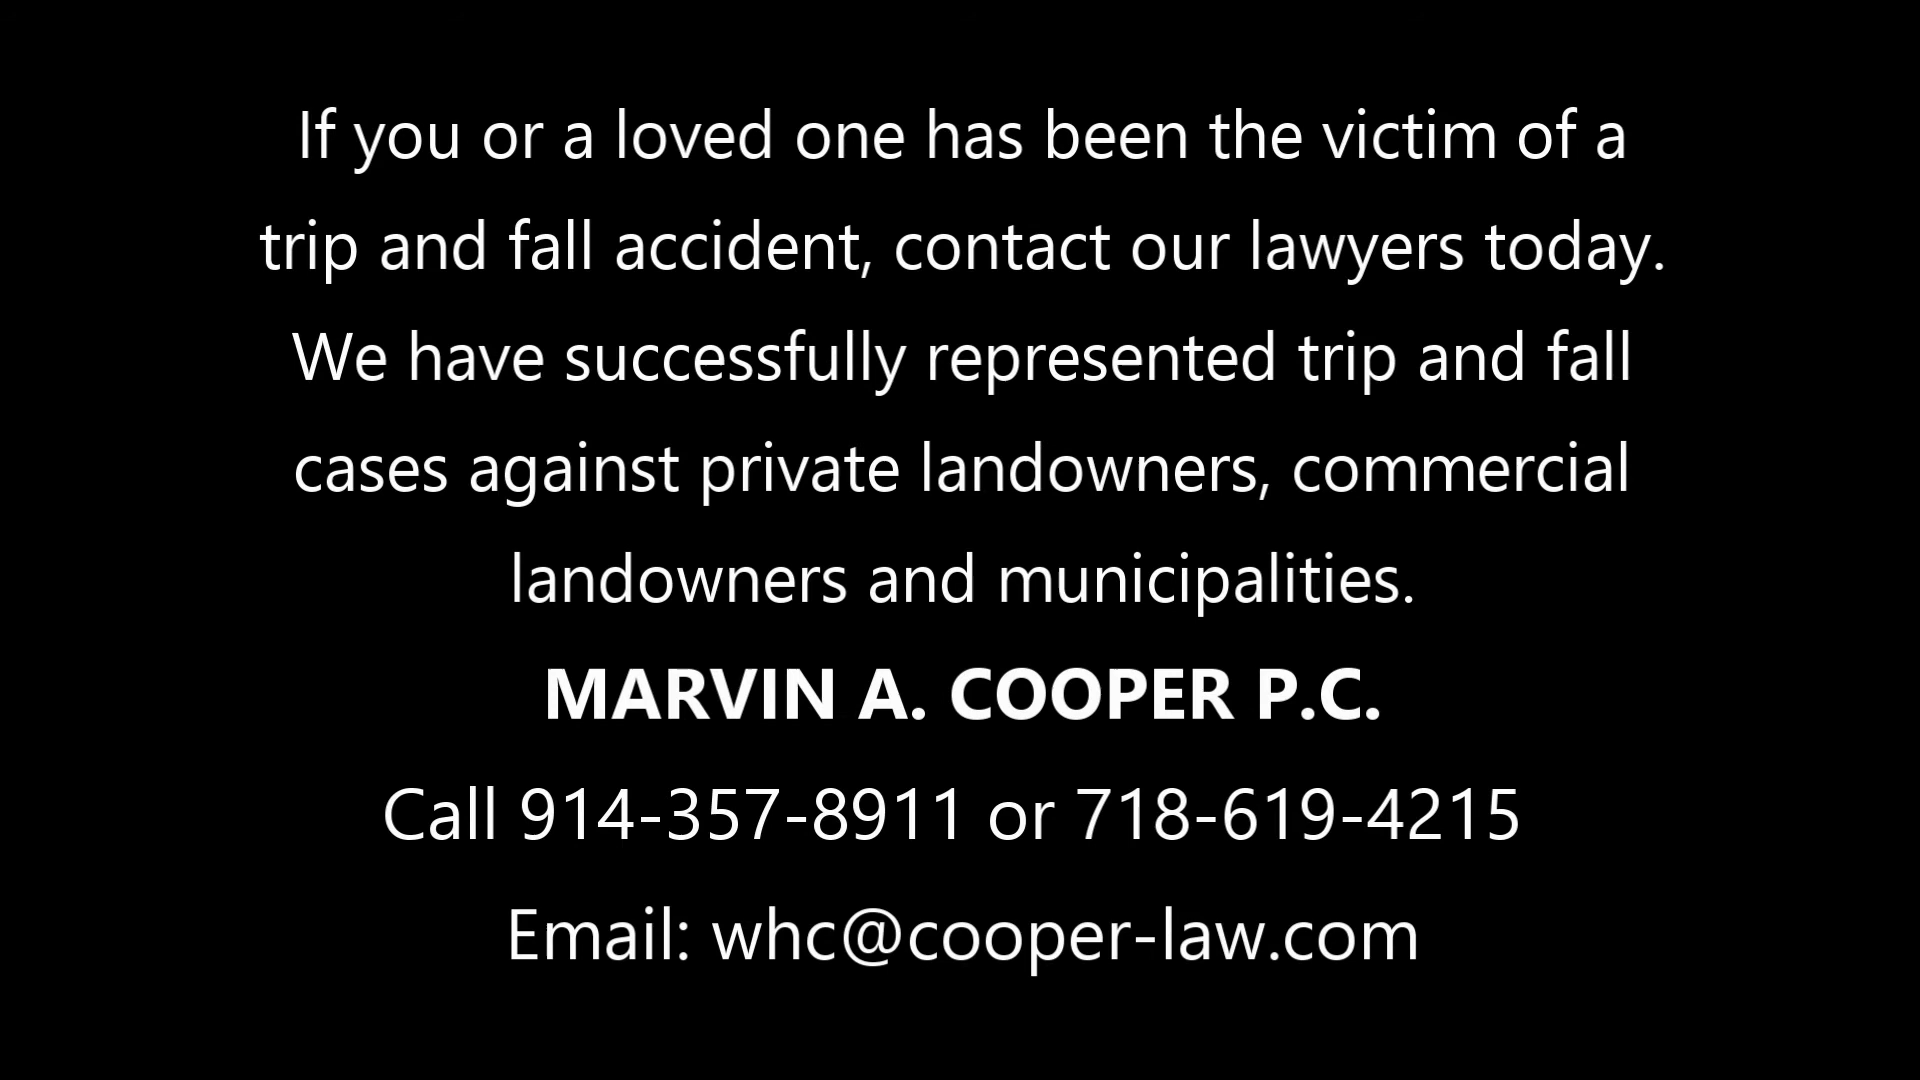 If you or a loved one has been the victim of a
trip and fall accident, contact our lawyers today.
We have successfully represented trip and fall
cases against private landowners, commercial
landowners and municipalities.
MARVIN A. COOPER P.C.
Call 914-357-8911 or 718-619-4215
Email: whc@cooper-law.com